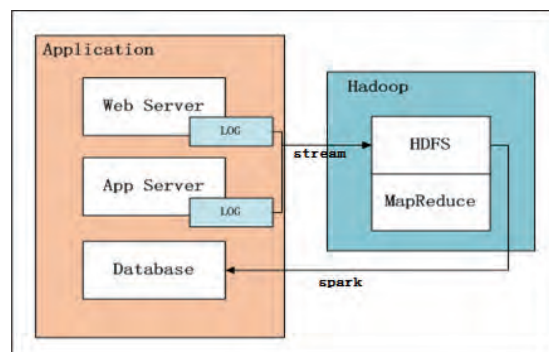 Application
Web Server
LOG
App Server
LOG
Database
stream
Hadoop
HDFS
MapReduce
spark